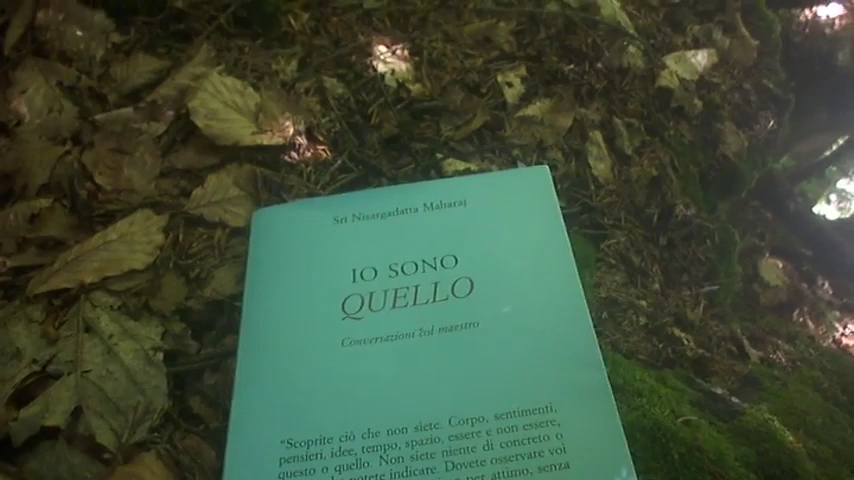 Sri Nisargadatta Maharaj
IO SONO
QUELLO
Conversazioni col maestro
“Scoprite ciò che non siete. Corpo, sentimenti,
pensieri, idee, tempo, spazio, essere e non essere,
questo o quello. Non siete niente di concreto o
potete indicare. Dovete osservare voi
per attimo, senza